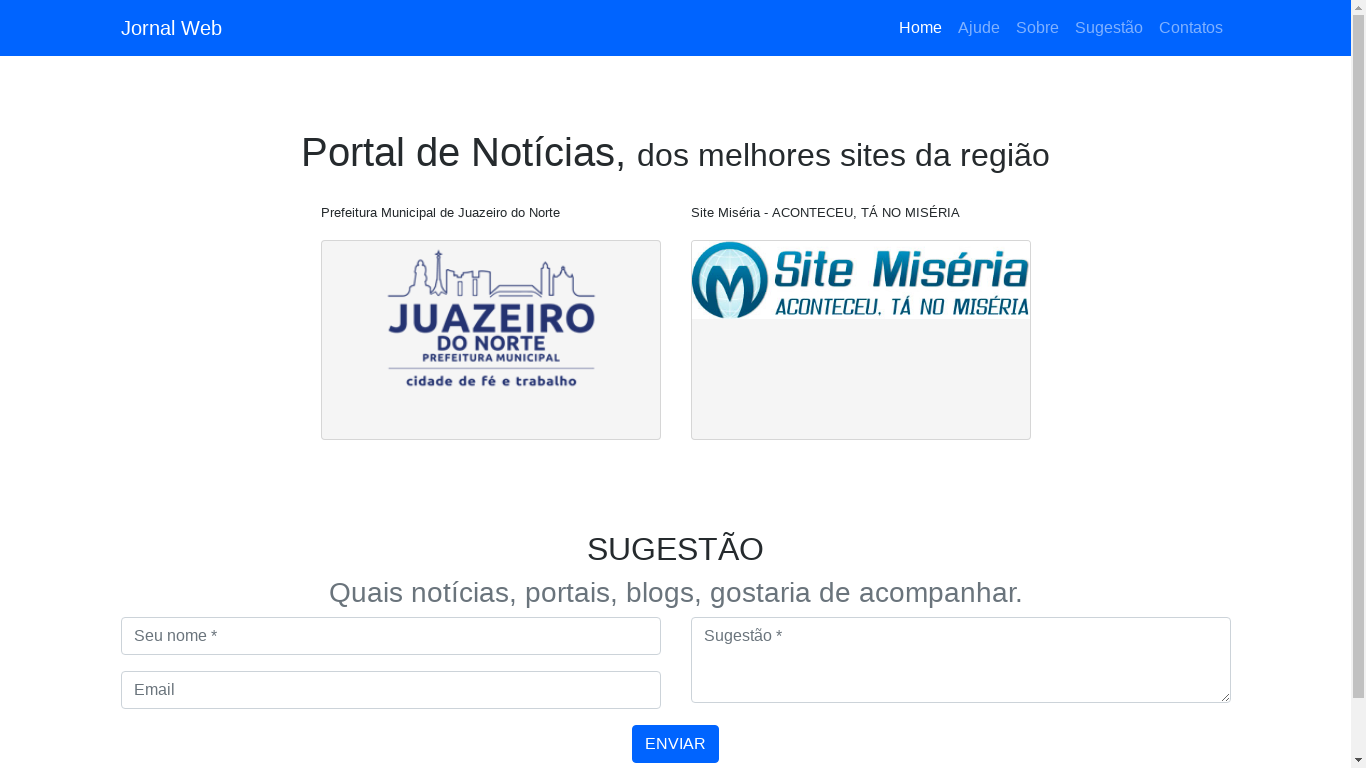 Jornal Web
Home Ajude Sobre Sugestão Contatos
Portal de Notícias, dos melhores sites da região
Prefeitura Municipal de Juazeiro do Norte
JUAZEIRO
DO NORTE
PREFEITURA MUNICIPAL
cidade de fé e trabalho
Site Miséria - ACONTECEU, TÁ NO MISÉRIA
Site Miséria
ACONTECEU, TÁ NO MISÉRIA
SUGESTÃO
Quais notícias, portais, blogs, gostaria de acompanhar.
Seu nome *
Email
Sugestão *
ENVIAR